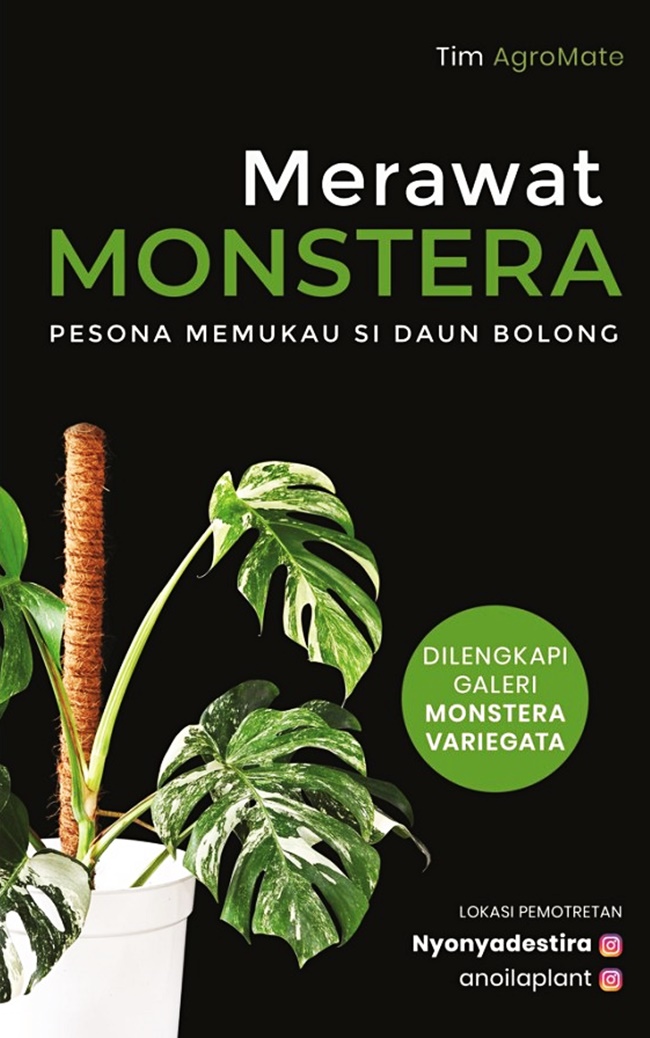 Tim AgroMate
Merawat
MONSTERA
PESONA MEMUKAU SI DAUN BOLONG
DILENGKAPI
GALERI
MONSTERA
VARIEGATA
LOKASI PEMOTRETAN
Nyonyadestira
anoilaplant